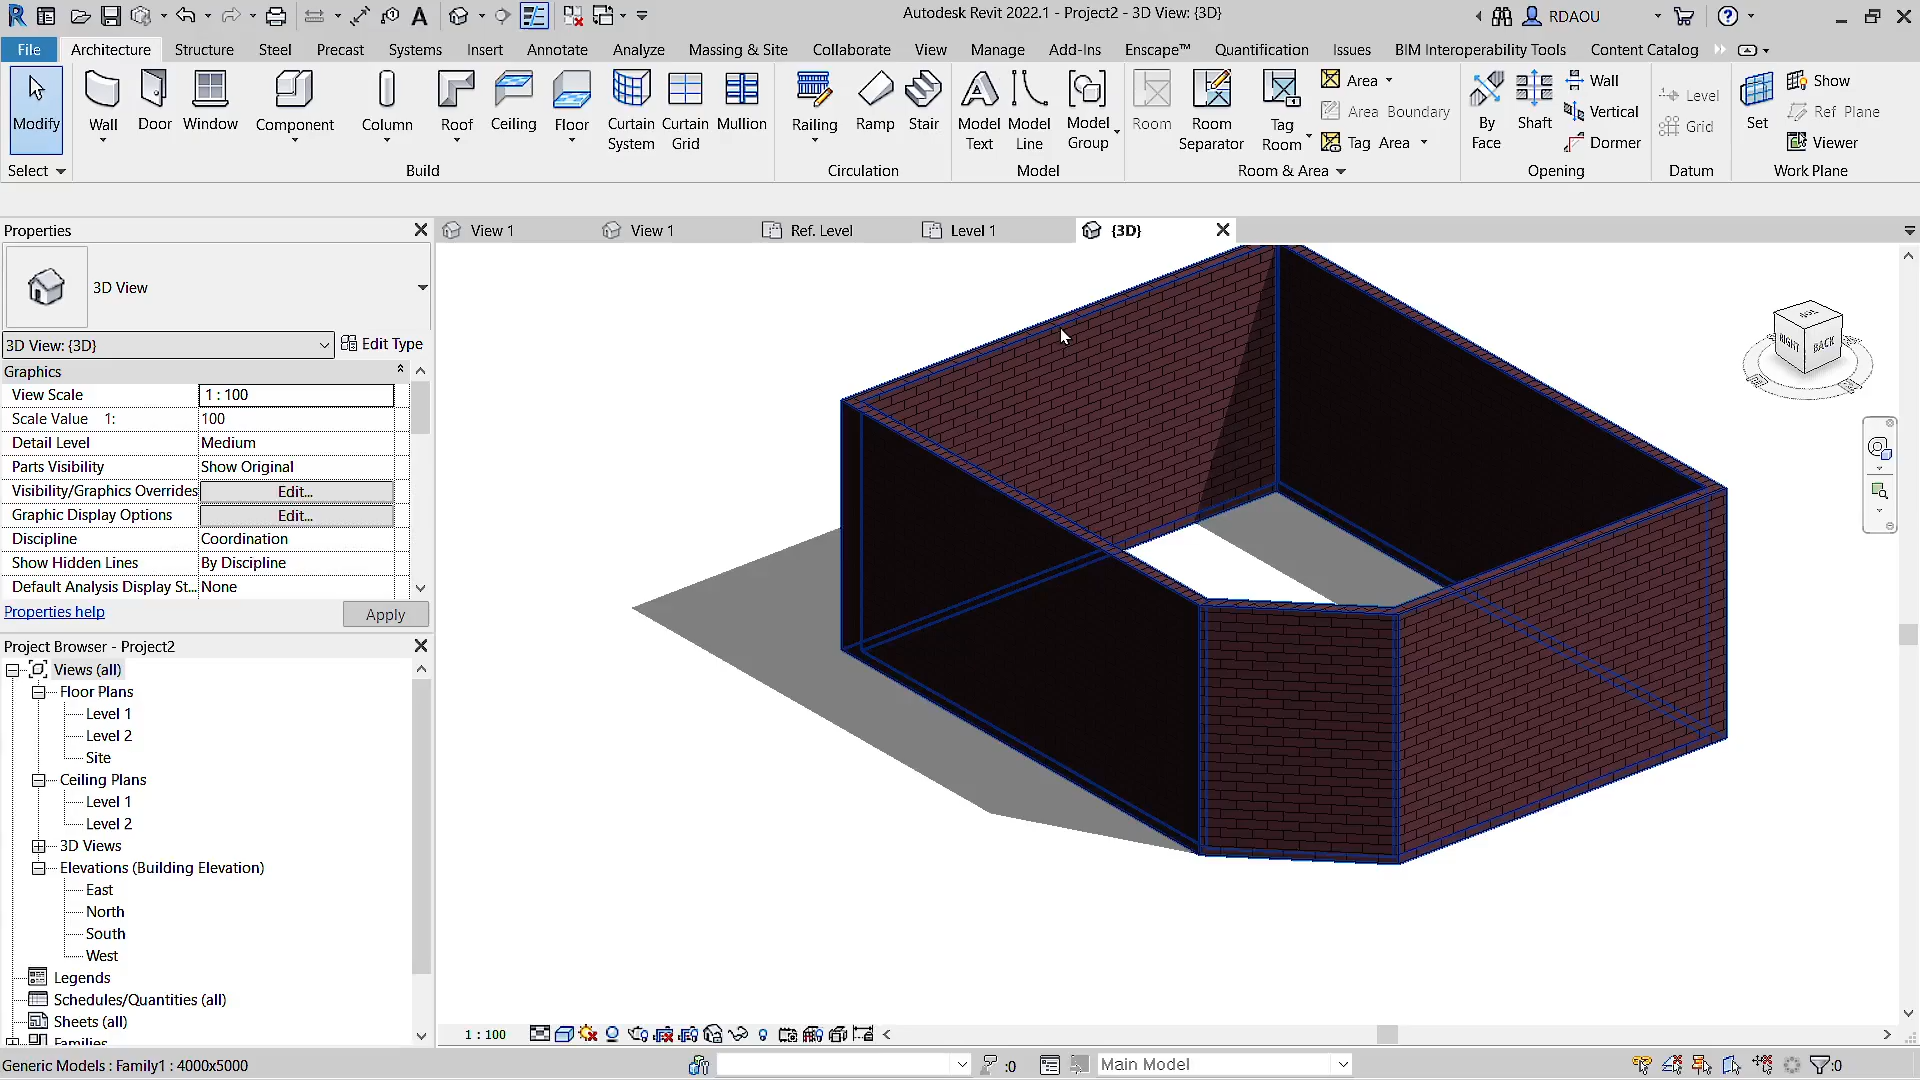 Autodesk Revit 2022.1 - Project2 - 3D View: {3D}
RDAOU
File Architecture Structure Steel Precast Systems Insert Annotate Analyze Massing & Site Collaborate View Manage Add-Ins Enscape™ Quantification Issues BIM Interoperability Tools Content Catalog
Modify
Wall
Door
Window
Component
Column
Roof
Ceiling
Floor
Curtain System
Curtain Grid
Mullion
Railing
Ramp
Stair
Model Text
Model Line
Model Group
Room
Room Separator
Tag Room
Area
Area Boundary
Tag Area
By Face
Shaft
Wall
Vertical
Dormer
Level
Grid
Set
Show
Ref Plane
Viewer
Select Build Circulation Model Room & Area Opening Datum Work Plane
Properties
View 1
View 1
Ref. Level
Level 1
{3D}
3D View
3D View: {3D}
Edit Type
Graphics
View Scale 1 : 100
Scale Value 1: 100
Detail Level Medium
Parts Visibility Show Original
Visibility/Graphics Overrides Edit...
Graphic Display Options Edit...
Discipline Coordination
Show Hidden Lines By Discipline
Default Analysis Display St... None
Properties help
Apply
Project Browser - Project2
Views (all)
Floor Plans
Level 1
Level 2
Site
Ceiling Plans
Level 1
Level 2
3D Views
Elevations (Building Elevation)
East
North
South
West
Legends
Schedules/Quantities (all)
Sheets (all)
Families
RIGHT
BACK
1 : 100
Generic Models : Family1 : 4000x5000
:0
Main Model
:0